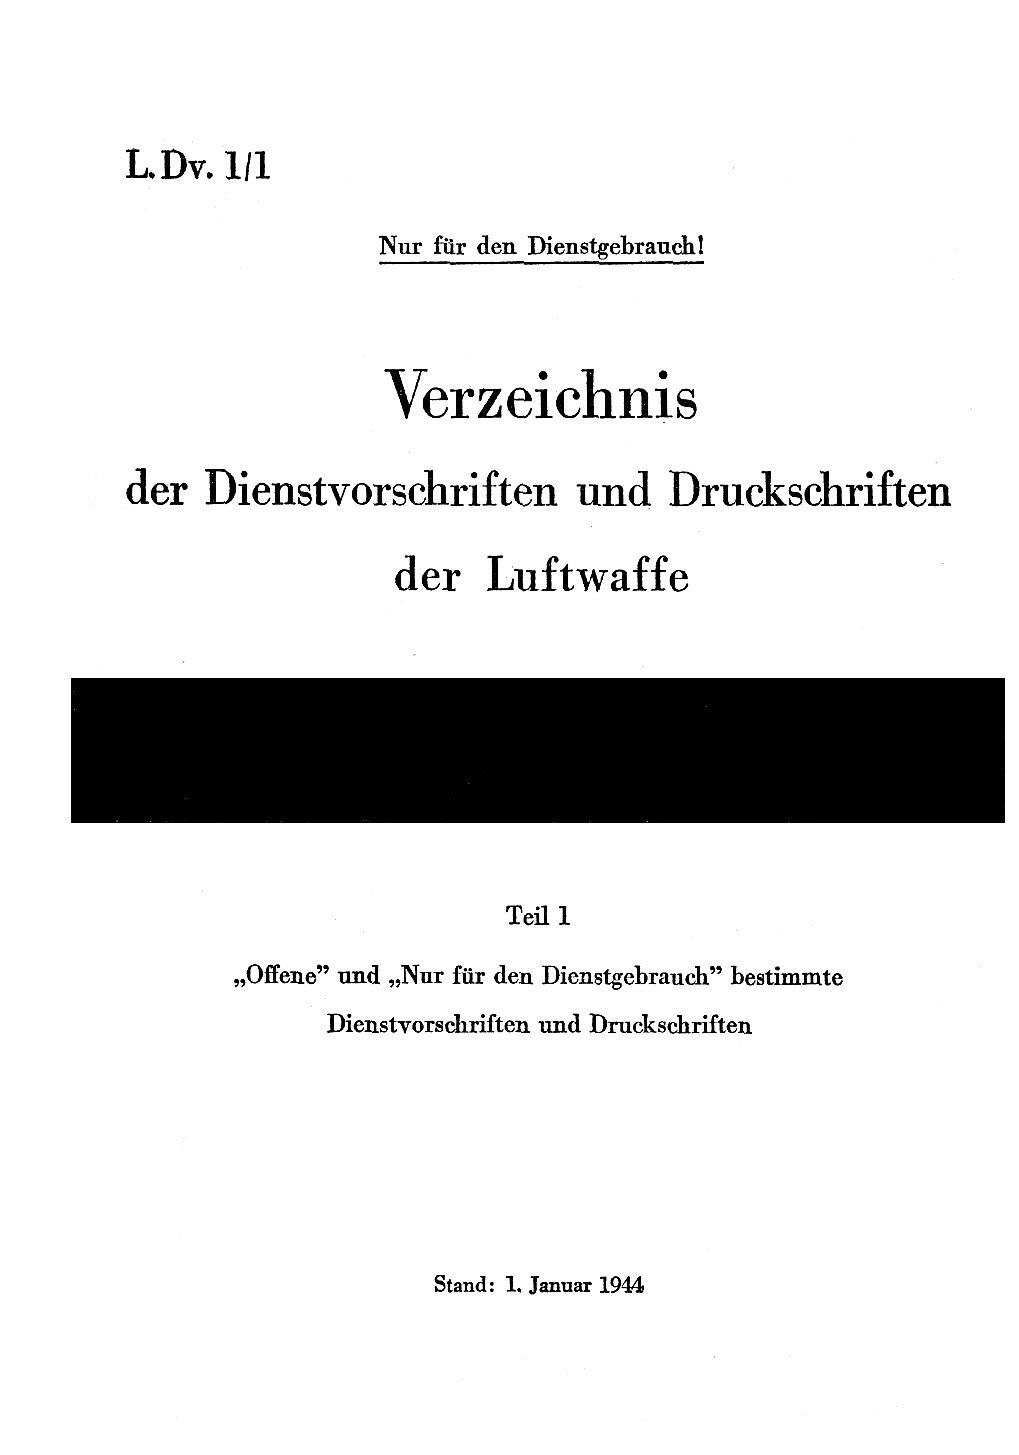 L.Dv. 1/1
Nur für den Dienstgebrauch!
Verzeichnis
der Dienstvorschriften und Druckschriften
der Luftwaffe
Teil 1
„Offene” und „Nur für den Dienstgebrauch” bestimmte
Dienstvorschriften und Druckschriften
Stand: 1. Januar 1944